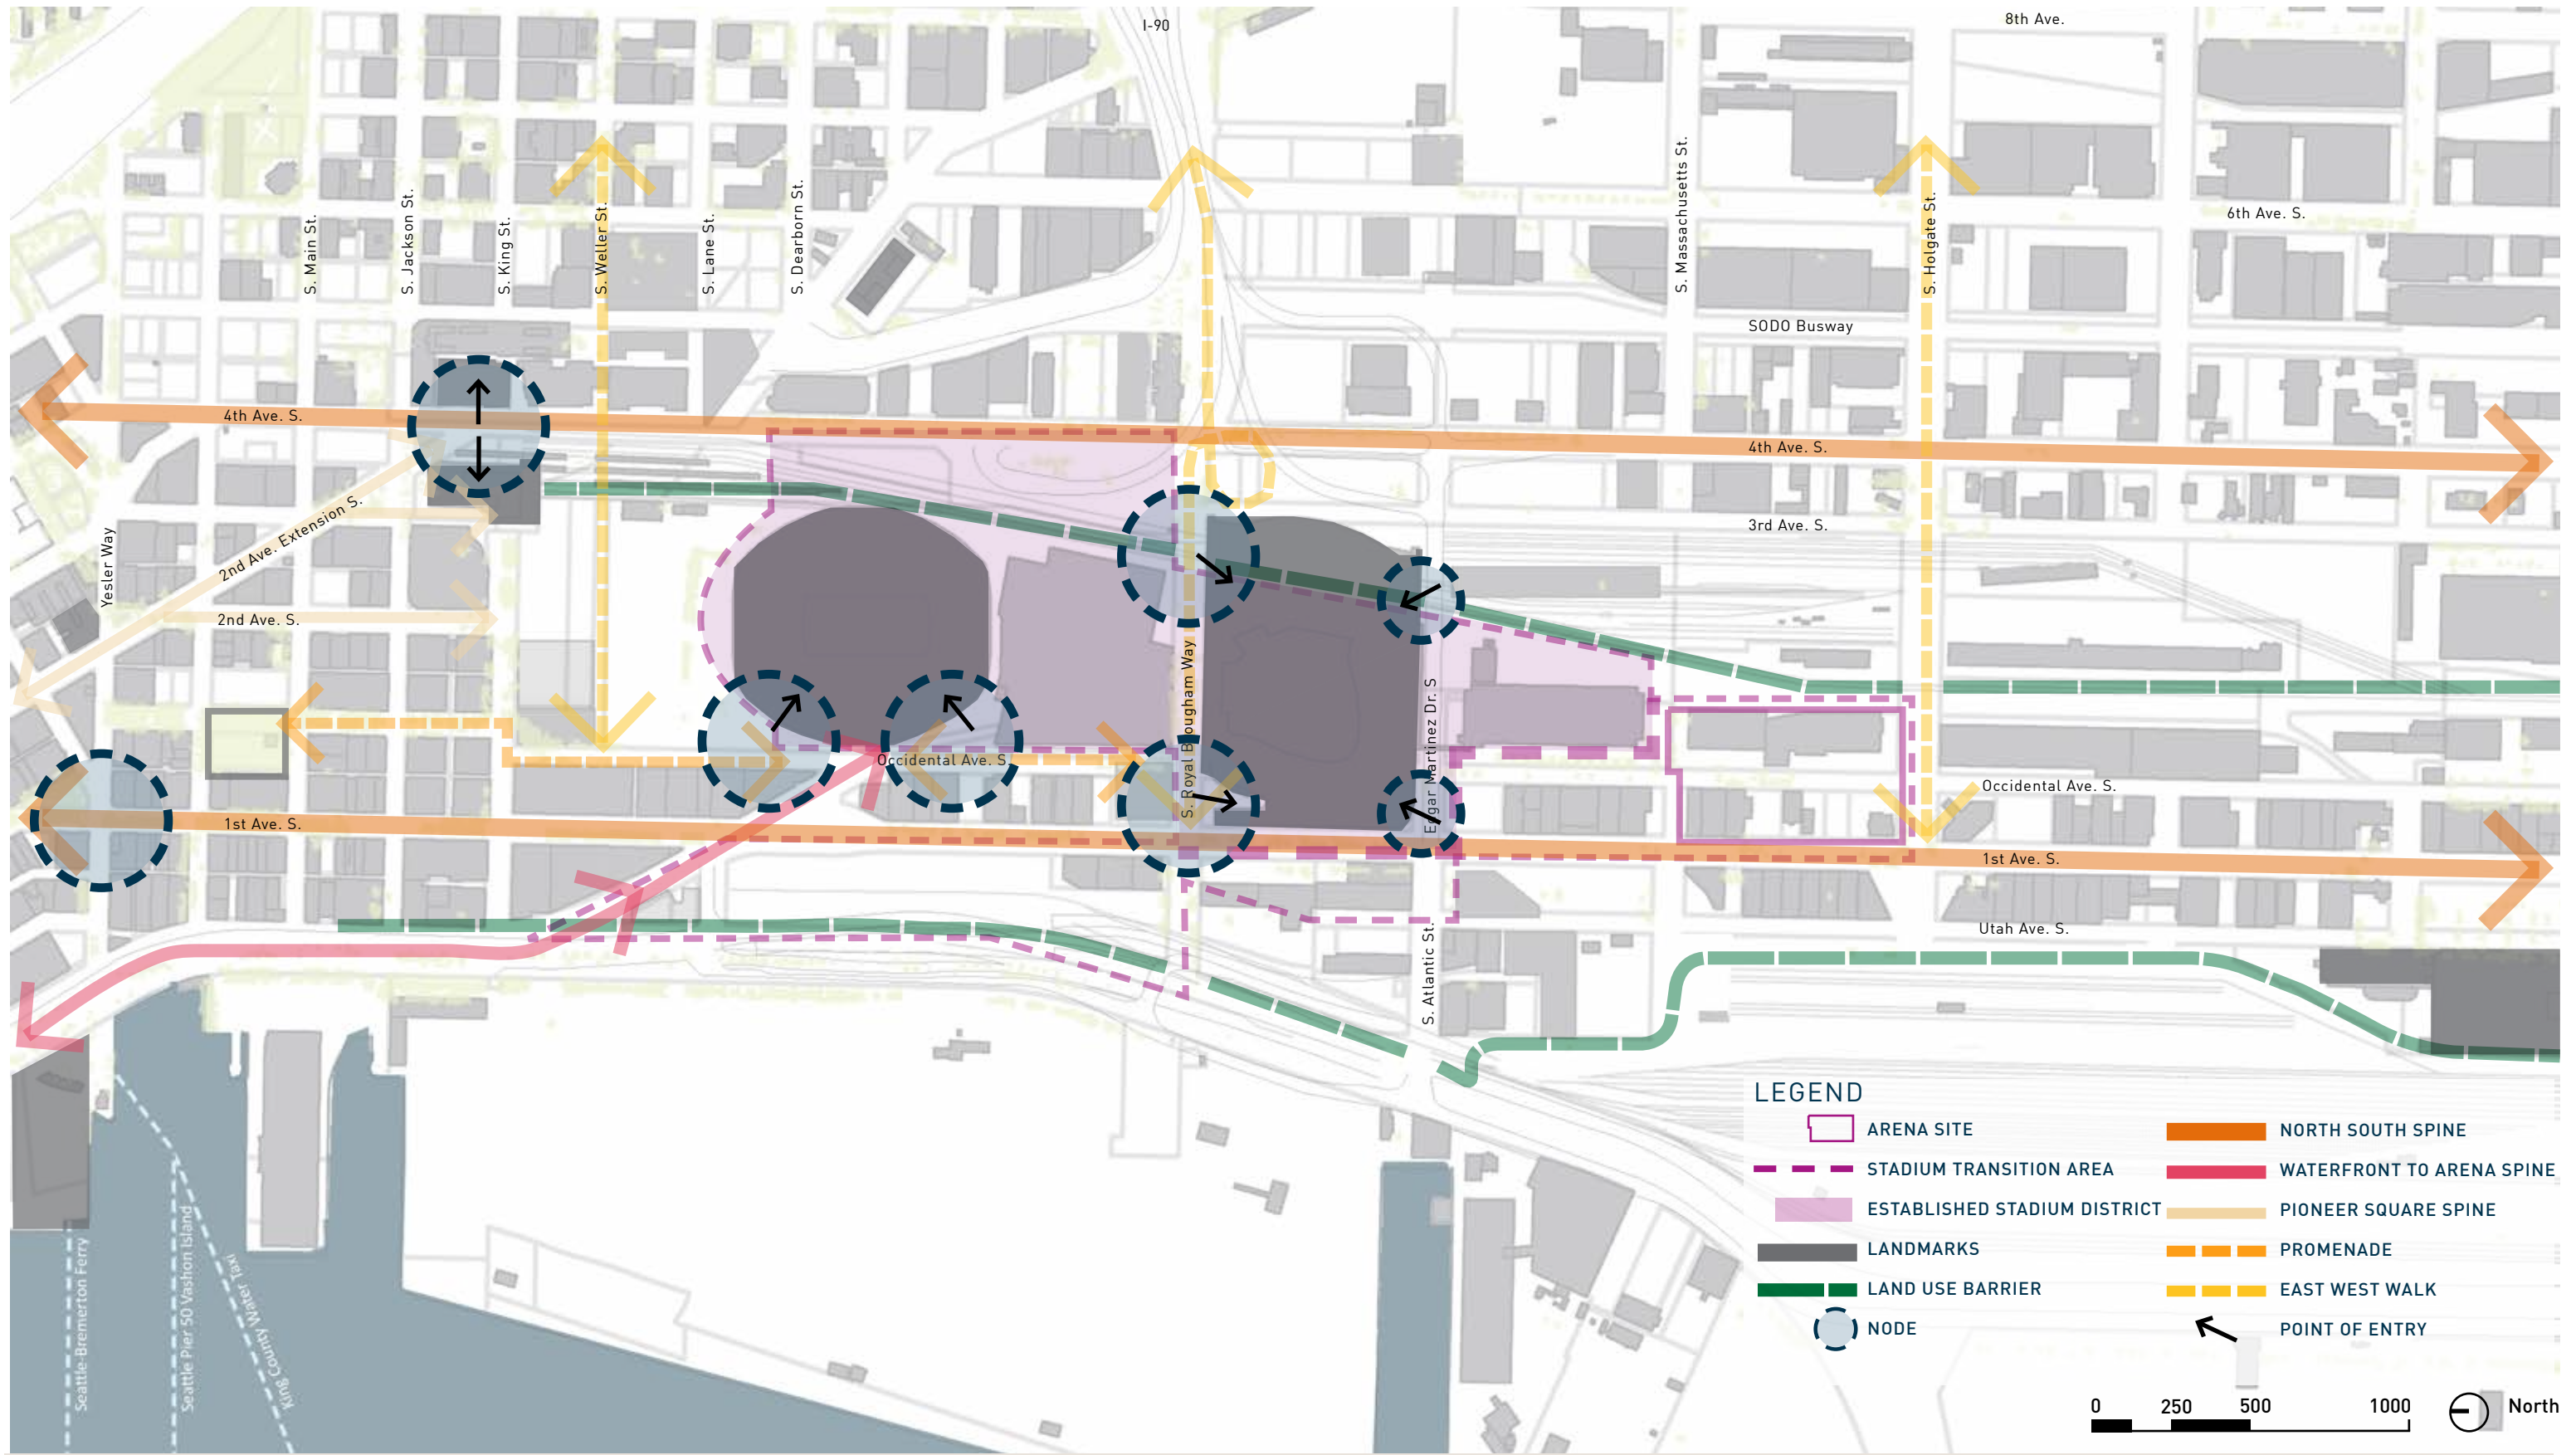 I-90
8th Ave.
S. Main St.
S. Jackson St.
S. King St.
S. Weller St.
S. Lane St.
S. Dearborn St.
S. Massachusetts St.
S. Holgate St.
6th Ave. S.
SODO Busway
4th Ave. S.
4th Ave. S.
2nd Ave. Extension S.
3rd Ave. S.
Yesler Way
2nd Ave. S.
S. Royal Brougham Way
Edgar Martinez Dr. S
Occidental Ave. S.
Occidental Ave. S.
1st Ave. S.
1st Ave. S.
Utah Ave. S.
S. Atlantic St.
Seattle-Bremerton Ferry
Seattle Pier 50 Vashon Island
King County Water Taxi
LEGEND
ARENA SITE
STADIUM TRANSITION AREA
ESTABLISHED STADIUM DISTRICT
LANDMARKS
LAND USE BARRIER
NODE
NORTH SOUTH SPINE
WATERFRONT TO ARENA SPINE
PIONEER SQUARE SPINE
PROMENADE
EAST WEST WALK
POINT OF ENTRY
0 250 500 1000
North